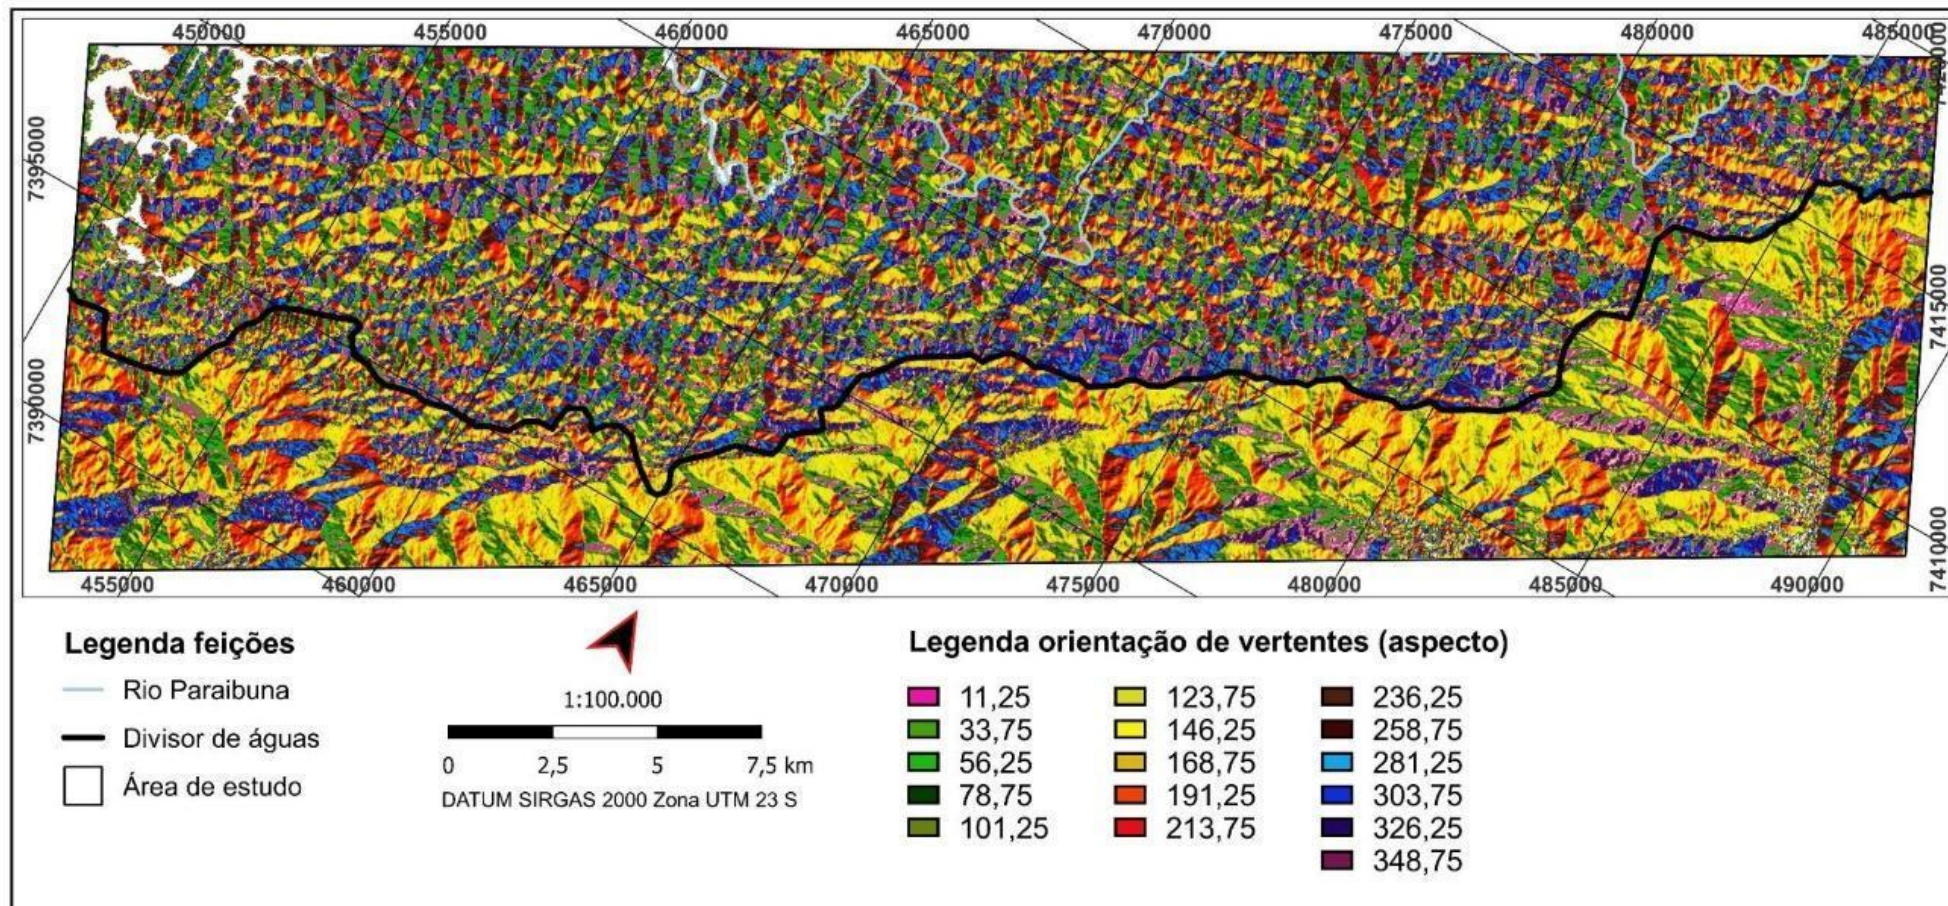 450000 455000 460000 465000 470000 475000 480000 485000
7395000
7390000
7415000
7410000
455000 460000 465000 470000 475000 480000 485000 490000
Legenda feições
Rio Paraibuna
Divisor de águas
Área de estudo
1:100.000
0 2,5 5 7,5 km
DATUM SIRGAS 2000 Zona UTM 23 S
Legenda orientação de vertentes (aspecto)
11,25 123,75 236,25
33,75 146,25 258,75
56,25 168,75 281,25
78,75 191,25 303,75
101,25 213,75 326,25
348,75